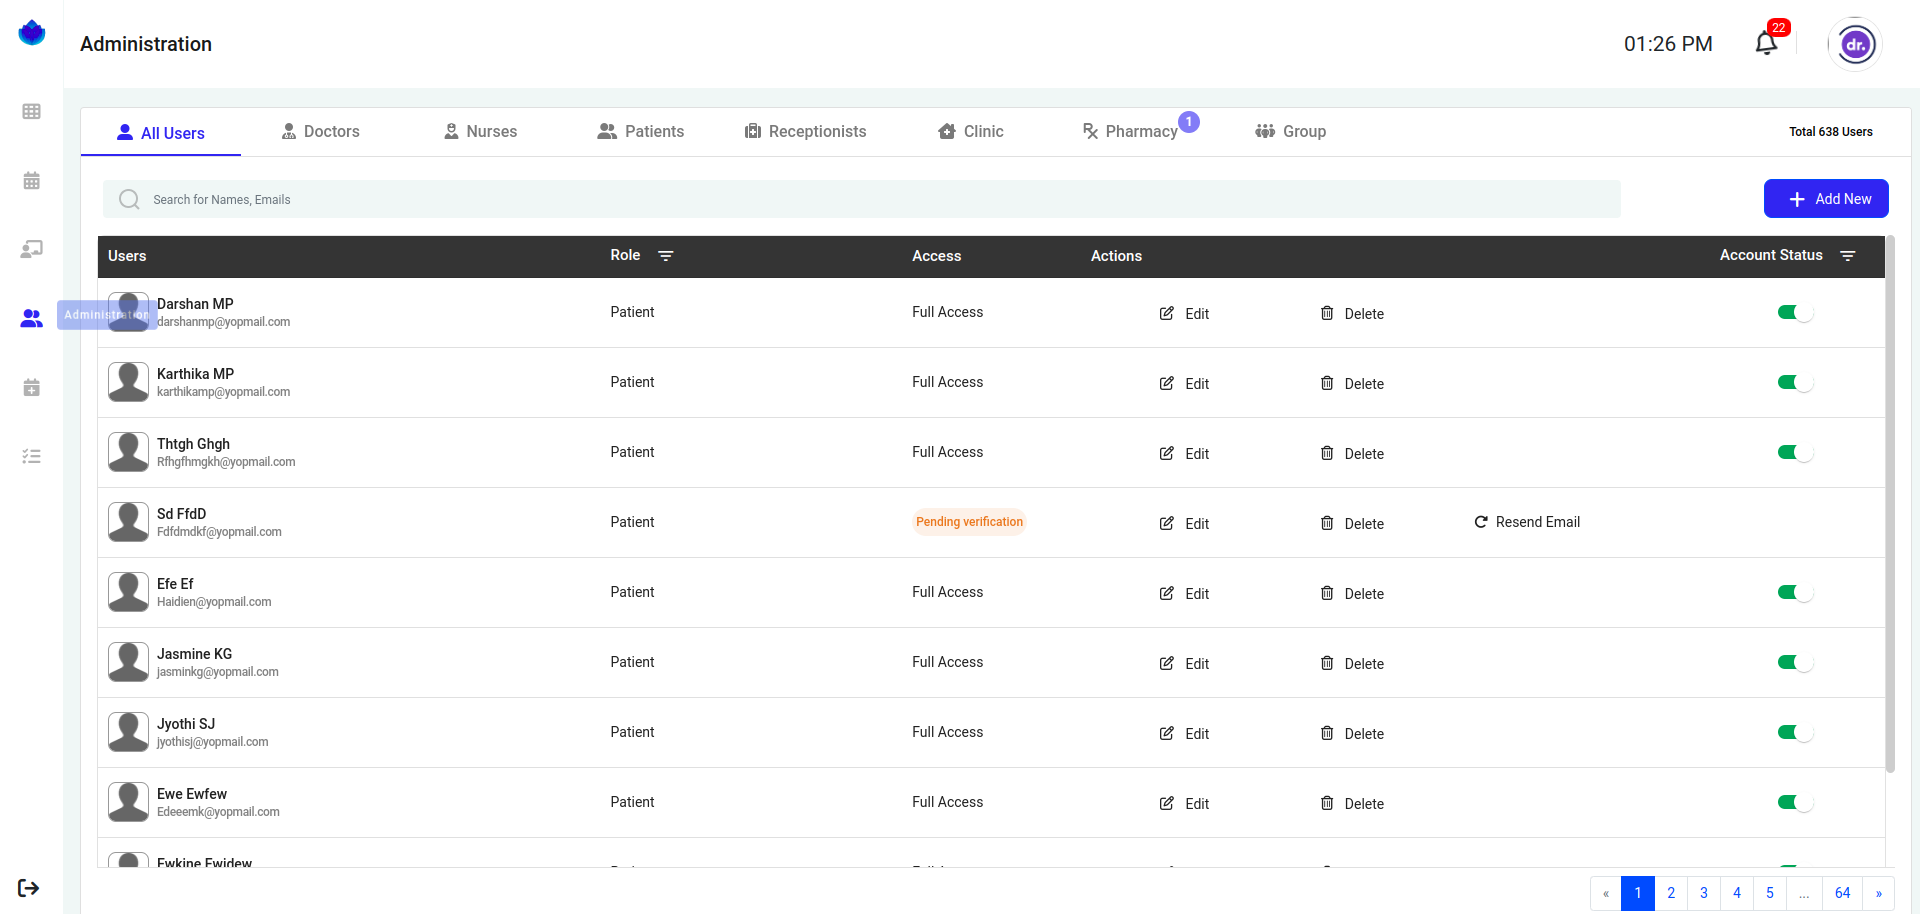 Administration
01:26 PM
22
dr.
All Users
Doctors
Nurses
Patients
Receptionists
Clinic
Pharmacy
1
Group
Total 638 Users
Search for Names, Emails
Add New
Users Role Access Actions Account Status
Administration
Darshan MP
darshanmp@yopmail.com
Patient Full Access Edit Delete
Karthika MP
karthikamp@yopmail.com
Patient Full Access Edit Delete
Thtgh Ghgh
Rfhgfhmgkh@yopmail.com
Patient Full Access Edit Delete
Sd FfdD
Fdfdmdkf@yopmail.com
Patient Pending verification Edit Delete Resend Email
Efe Ef
Haidien@yopmail.com
Patient Full Access Edit Delete
Jasmine KG
jasminkg@yopmail.com
Patient Full Access Edit Delete
Jyothi SJ
jyothisj@yopmail.com
Patient Full Access Edit Delete
Ewe Ewfew
Edeeemk@yopmail.com
Patient Full Access Edit Delete
Ewkine Ewidew
« 1 2 3 4 5 ... 64 »